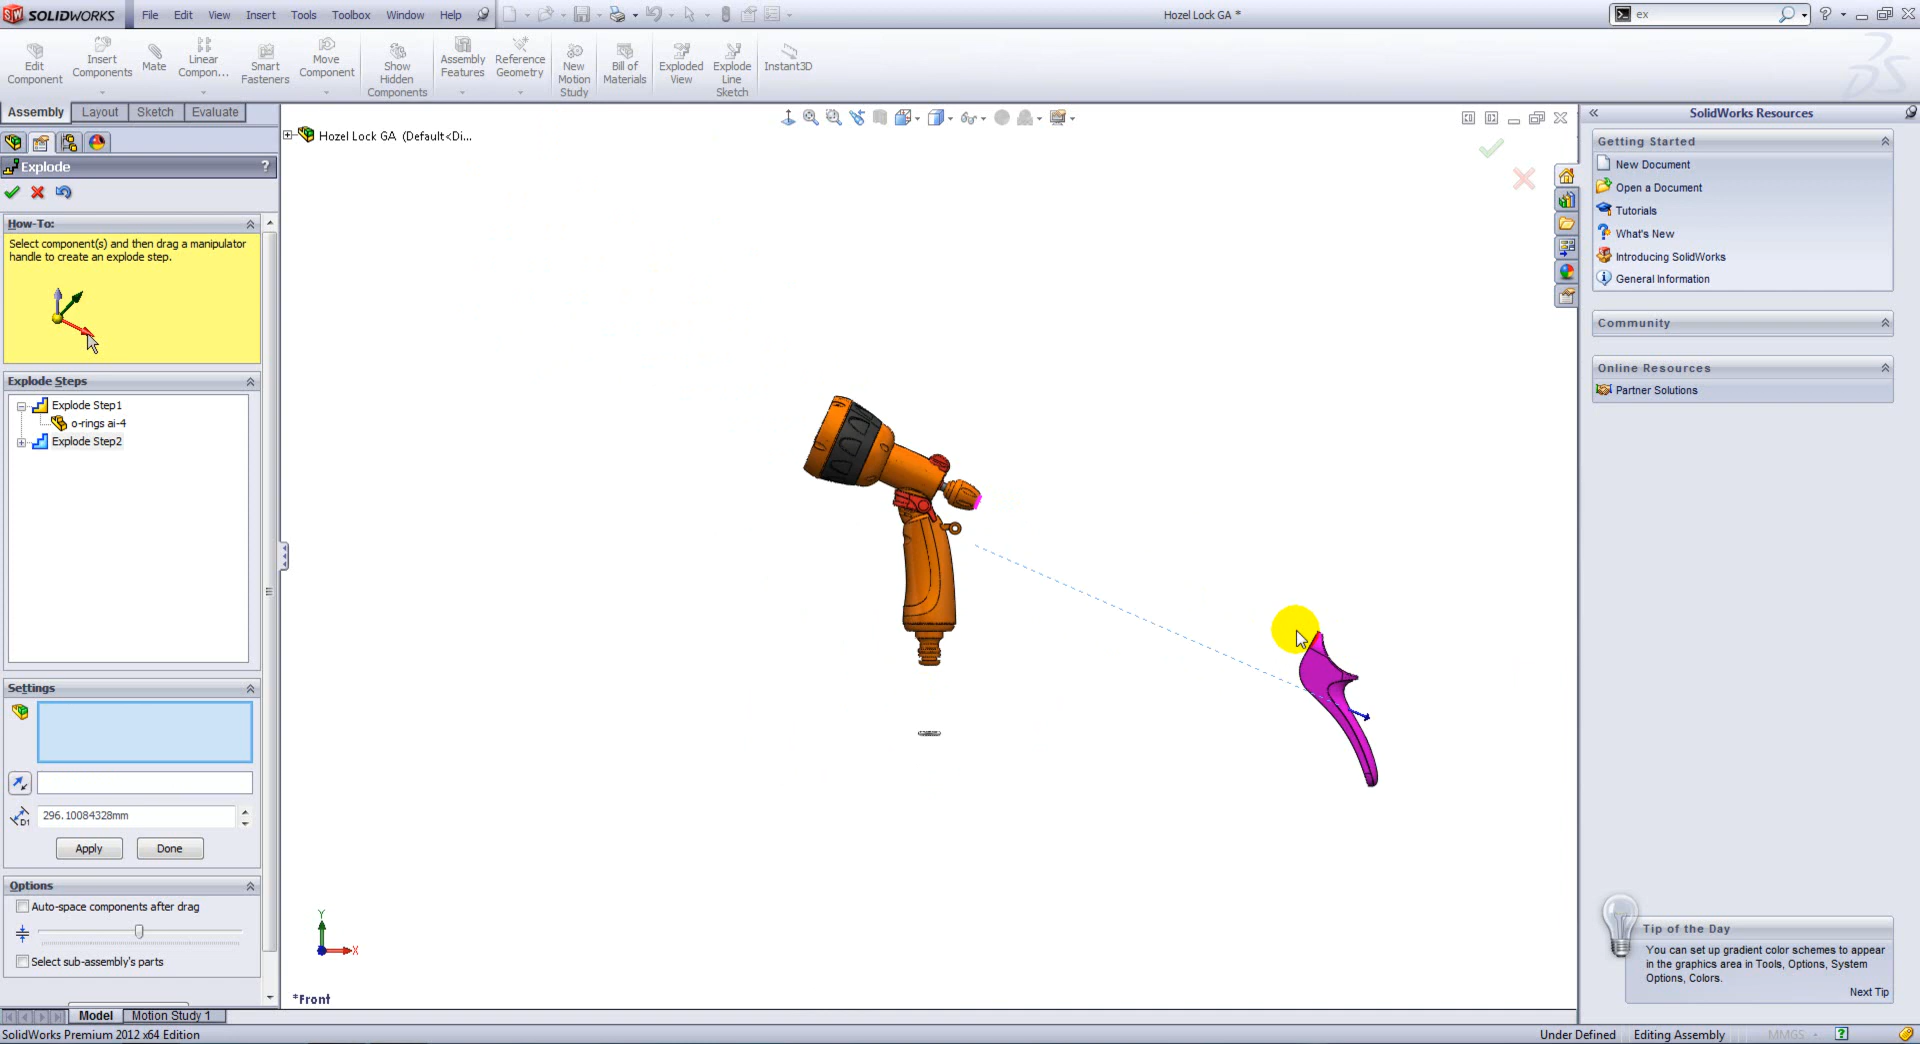 SOLIDWORKS File Edit View Insert Tools Toolbox Window Help Hozel Lock GA * ex
Edit Component
Insert Components
Mate
Linear Compon...
Smart Fasteners
Move Component
Show Hidden Components
Assembly Features
Reference Geometry
New Motion Study
Bill of Materials
Exploded View
Explode Line Sketch
Instant3D
Assembly Layout Sketch Evaluate
Hozel Lock GA (Default<Di...
Explode ?
How-To:
Select component(s) and then drag a manipulator
handle to create an explode step.
Explode Steps
Explode Step1
o-rings ai-4
Explode Step2
Settings
D1 296.10084328mm
Apply Done
Options
Auto-space components after drag
Select sub-assembly's parts
Y
X
*Front
SolidWorks Resources
Getting Started
New Document
Open a Document
Tutorials
What's New
Introducing SolidWorks
General Information
Community
Online Resources
Partner Solutions
Tip of the Day
You can set up gradient color schemes to appear
in the graphics area in Tools, Options, System
Options, Colors.
Next Tip
Model Motion Study 1
SolidWorks Premium 2012 x64 Edition Under Defined Editing Assembly MMGS